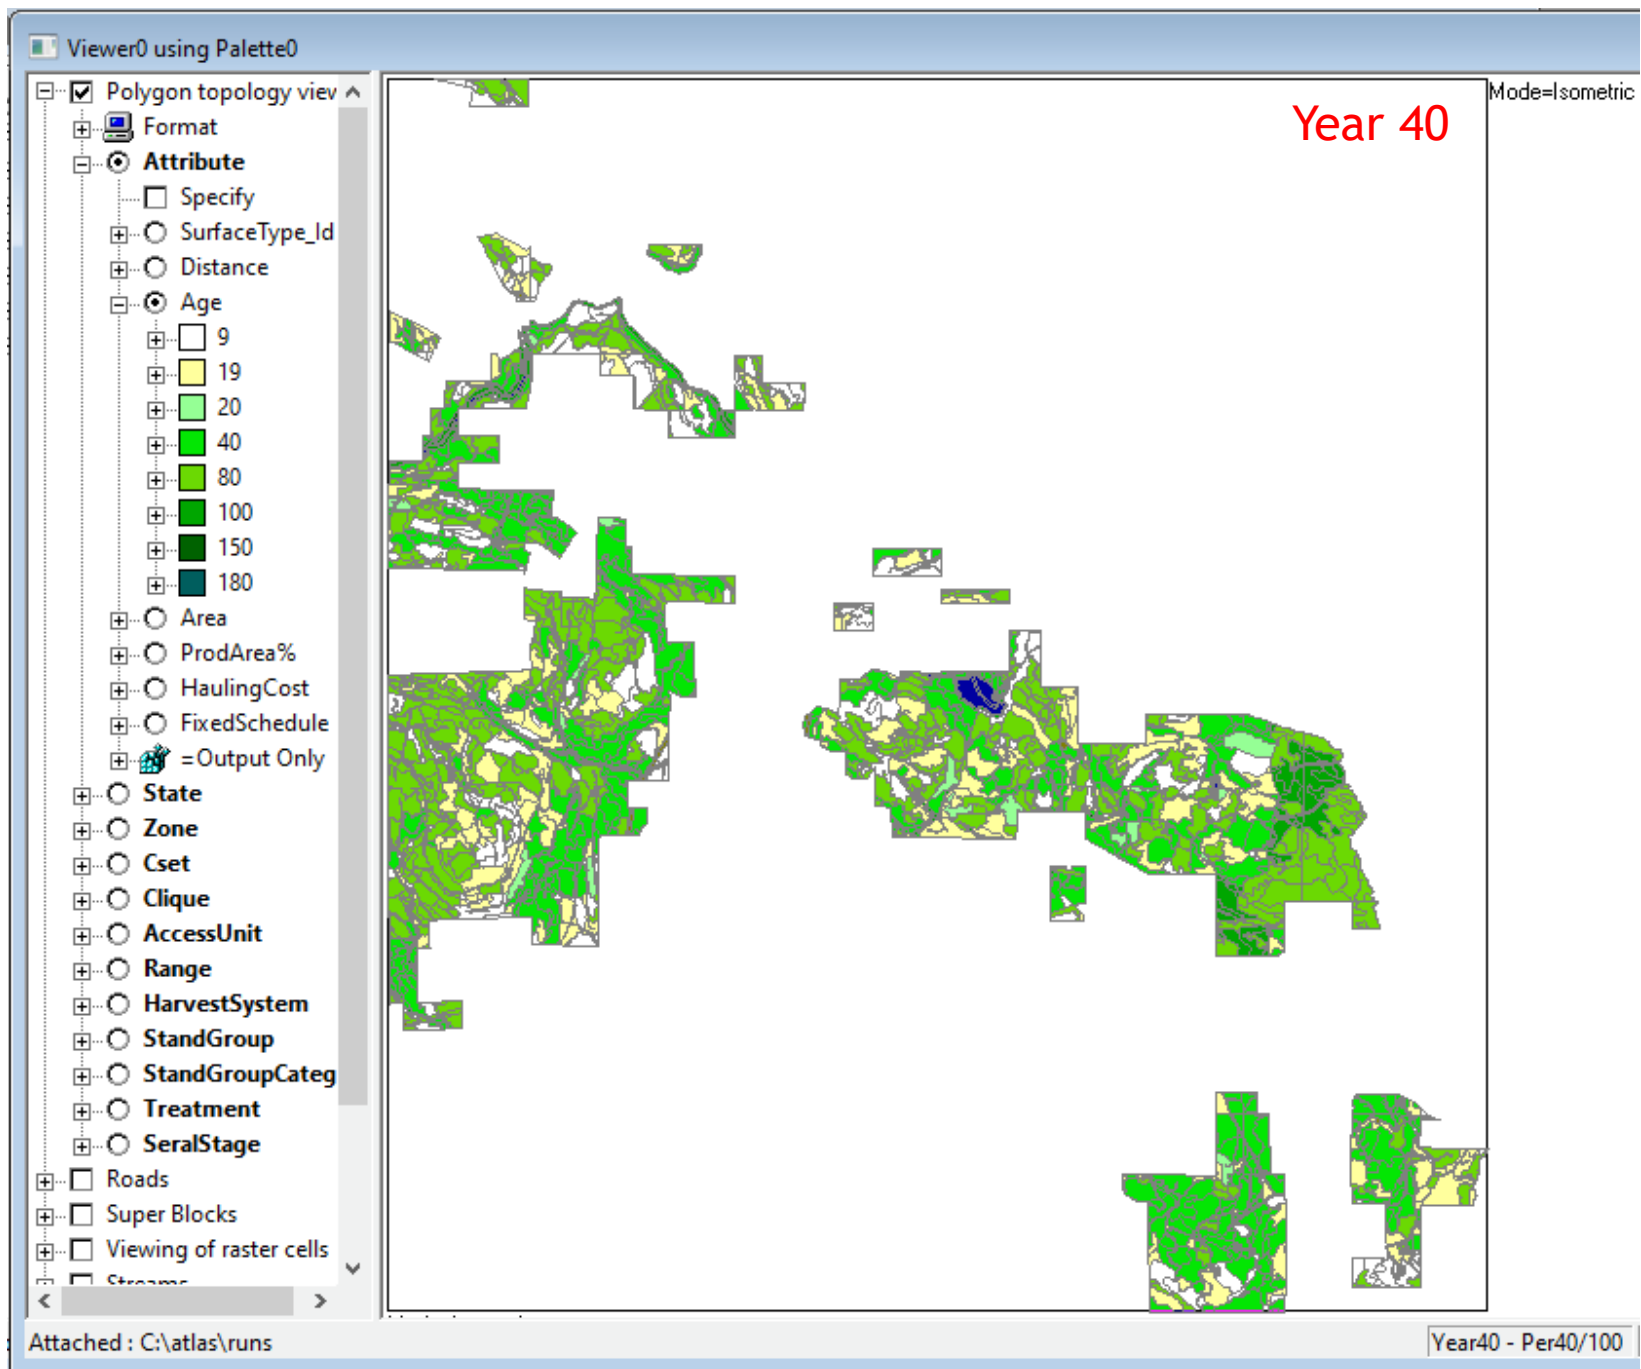 Viewer0 using Palette0
Polygon topology view
Mode=Isometric
Year 40
Format
Attribute
Specify
SurfaceType_Id
Distance
Age
9
19
20
40
80
100
150
180
Area
ProdArea%
HaulingCost
FixedSchedule
=Output Only
State
Zone
Cset
Clique
AccessUnit
Range
HarvestSystem
StandGroup
StandGroupCateg
Treatment
SeralStage
Roads
Super Blocks
Viewing of raster cells
Streams
Attached : C:\atlas\runs
Year40 - Per40/100